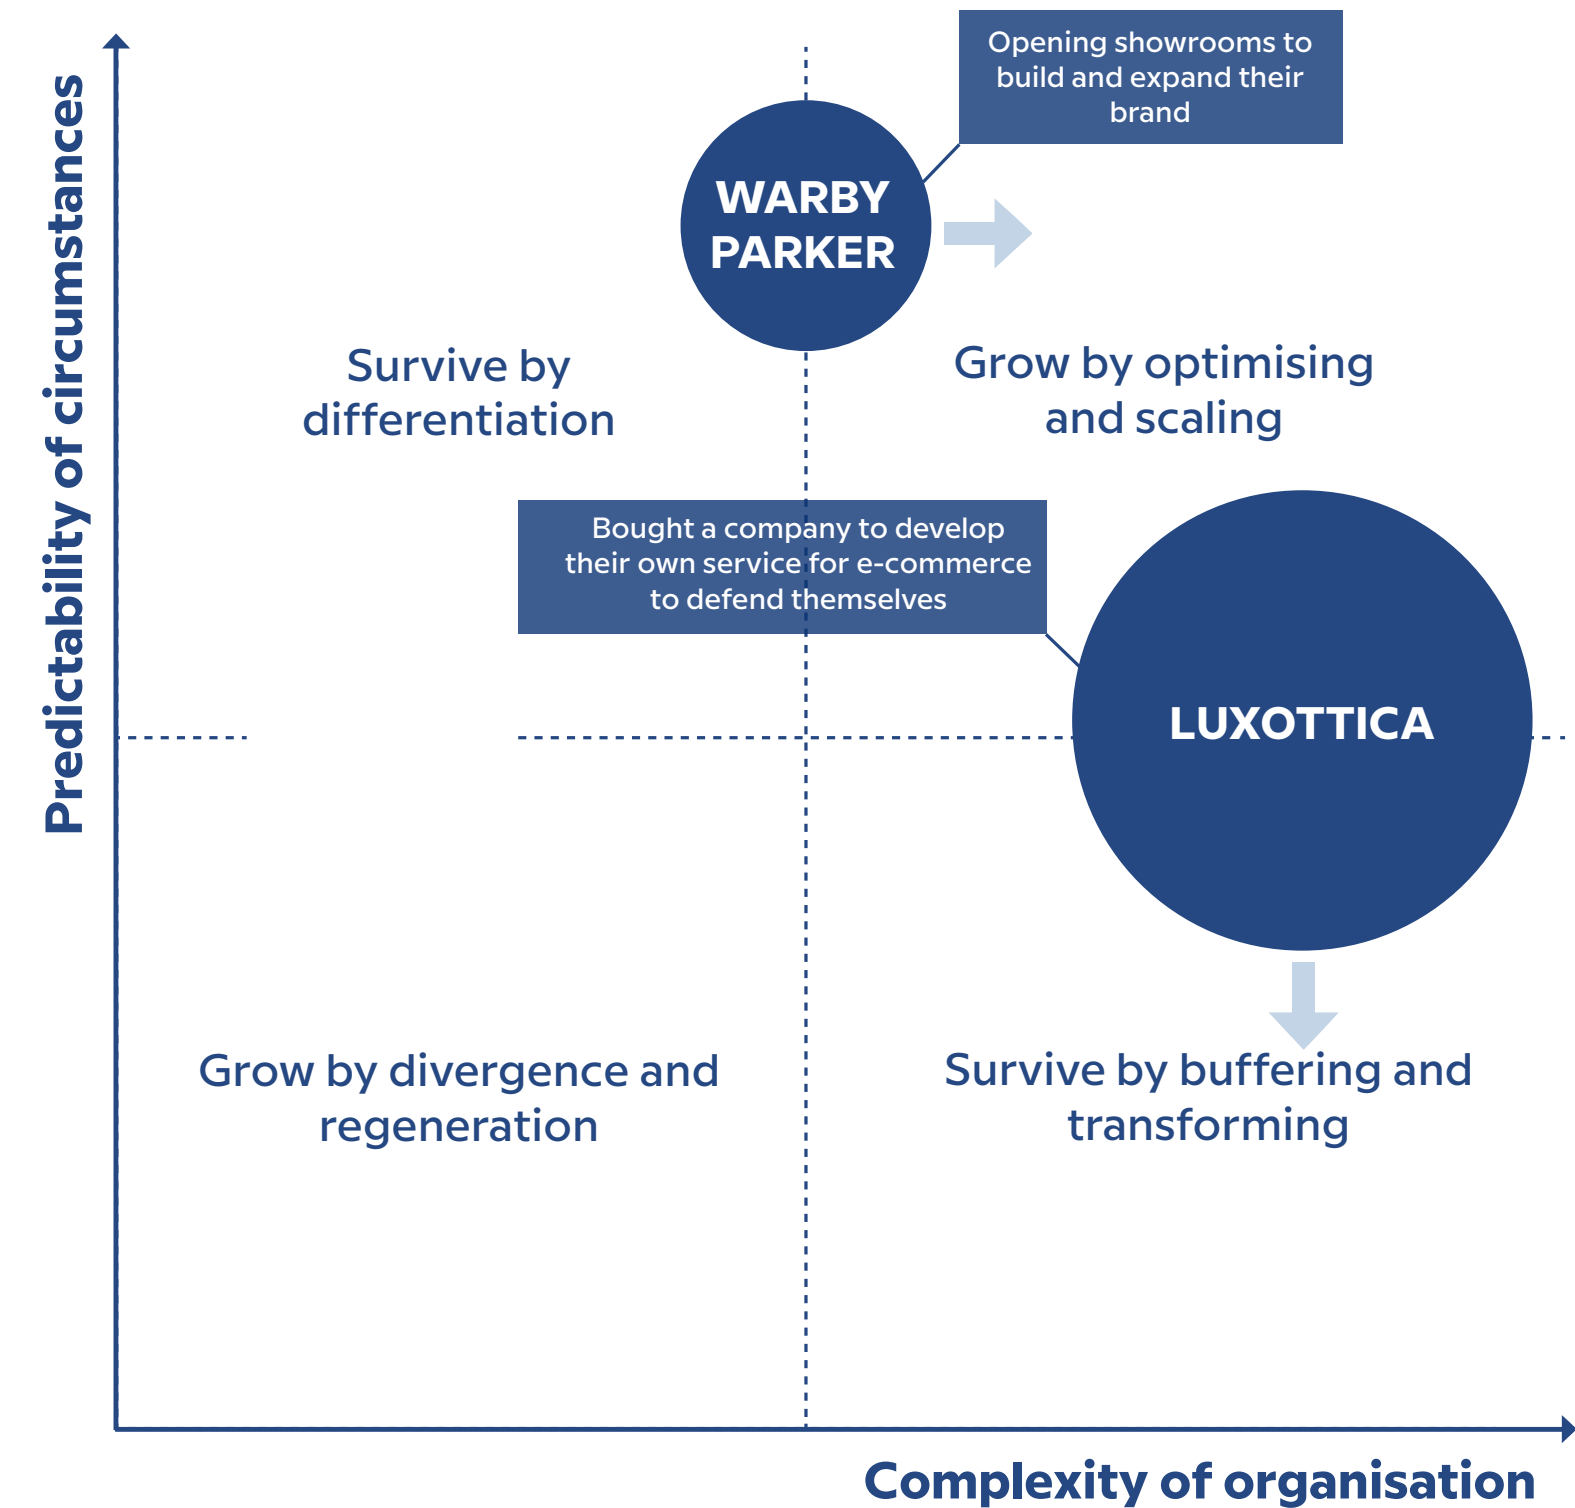 Predictability of circumstances
Opening showrooms to
build and expand their
brand
WARBY
PARKER
Survive by
differentiation
Grow by optimising
and scaling
Bought a company to develop
their own service for e-commerce
to defend themselves
LUXOTTICA
Grow by divergence and
regeneration
Survive by buffering and
transforming
Complexity of organisation